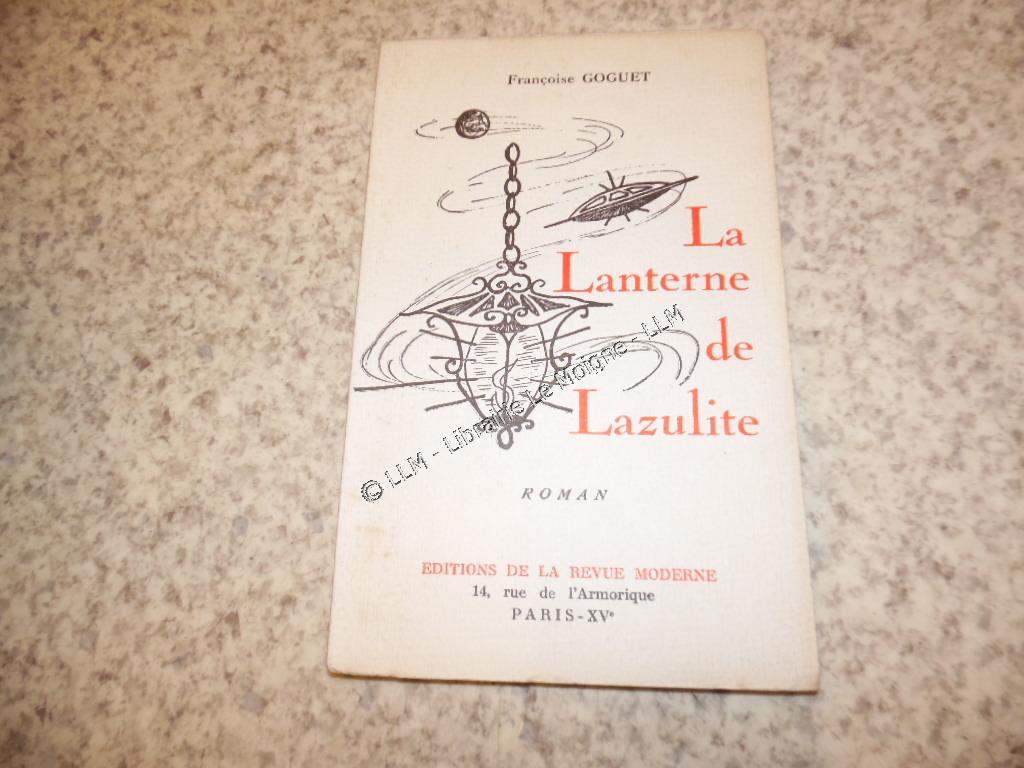 Françoise GOGUET
La
Lanterne
de
Lazulite
© LLM - Librairie Le Moigne - LLM
ROMAN
EDITIONS DE LA REVUE MODERNE
14, rue de l'Armorique
PARIS-XVe